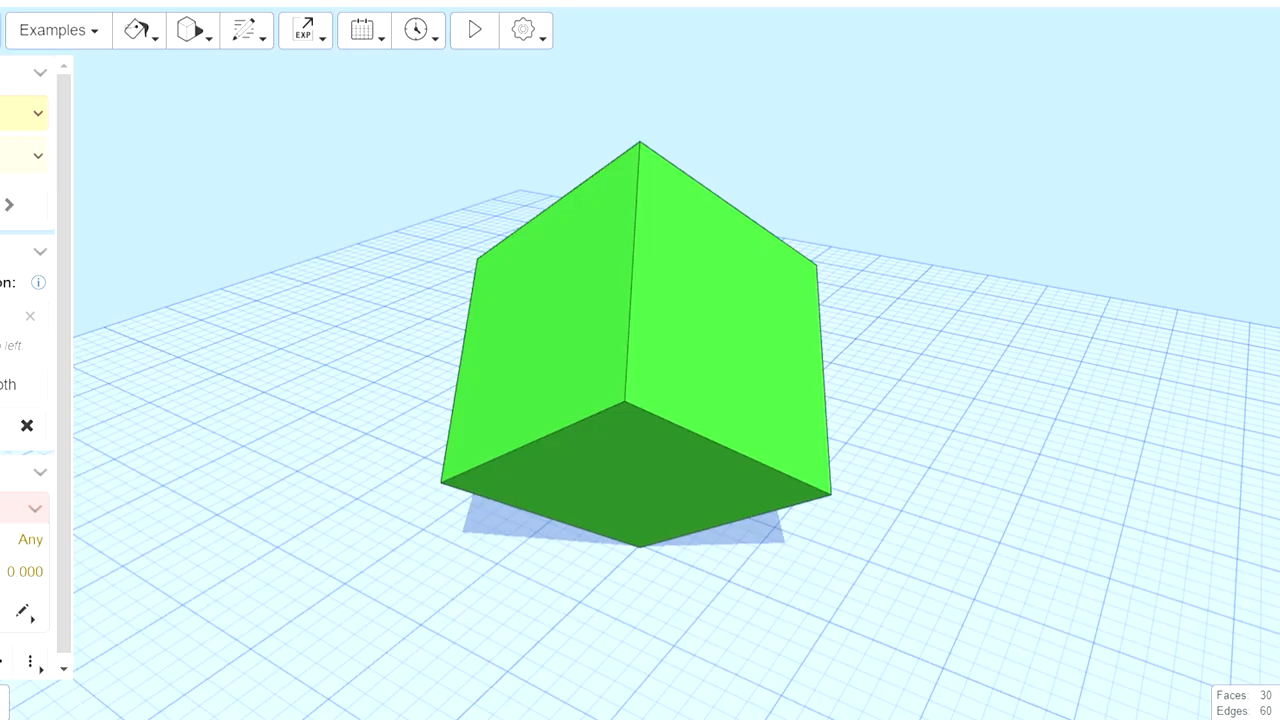 Examples
EXP
on:
o left.
oth
Any
0 000
Faces: 30
Edges: 60